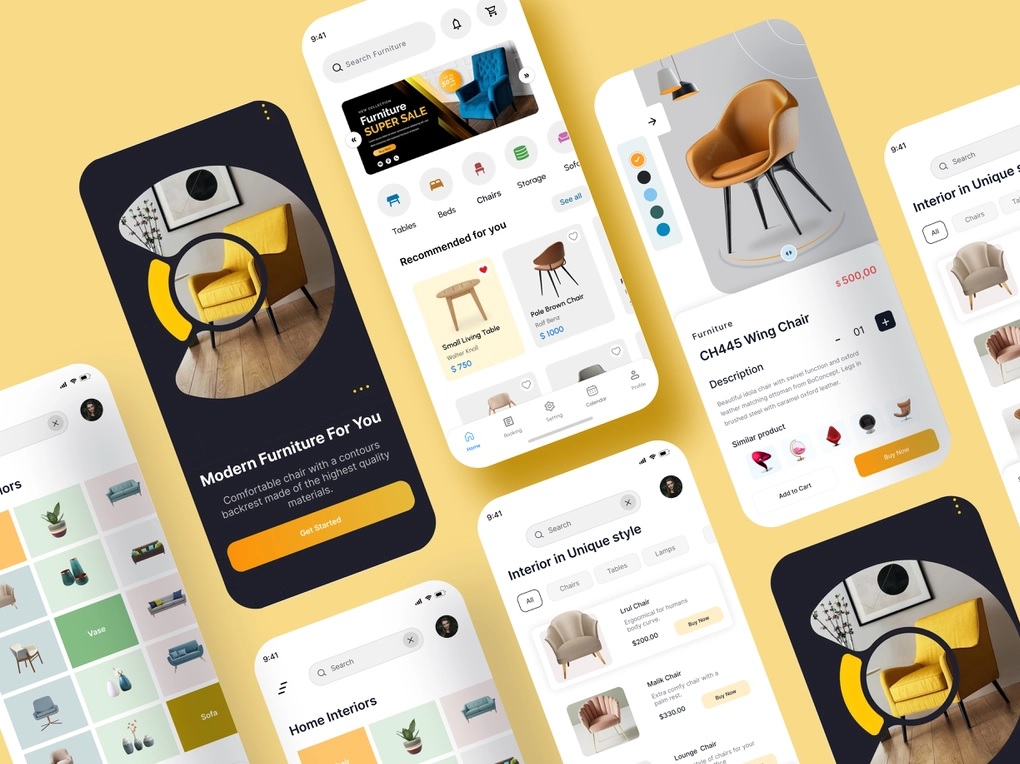 9:41
Search Furniture
NEW COLLECTION
Furniture
SUPER SALE
50%
Tables
Beds
Chairs
Storage
Sofa
Recommended for you
See all
Small Living Table
Walter Knoll
$ 750
Pole Brown Chair
Rolf Benz
$ 1000
Home
Booking
Setting
Calendar
Profile
Modern Furniture For You
Comfortable chair with a contours
backrest made of the highest quality
materials.
Get Started
$ 500,00
Furniture
CH445 Wing Chair
- 01 +
Description
Beautiful idola chair with swivel function and oxford
leather matching ottoman from BoConcept. Legs in
brushed steel with caramel oxford leather.
Similar product
Add to Cart
Buy Now
9:41
Search
Interior in Unique s
All
Chairs
Ta
9:41
Search
Interior in Unique style
All
Chairs
Tables
Lamps
Lrul Chair
Ergoomical for humans
body curve.
$200.00
Buy Now
Malik Chair
Extra comfy chair with a
palm rest.
$330.00
Buy Now
Lounge Chair
style of chairs for your
9:41
Search
Home Interiors
iors
Vase
Sofa